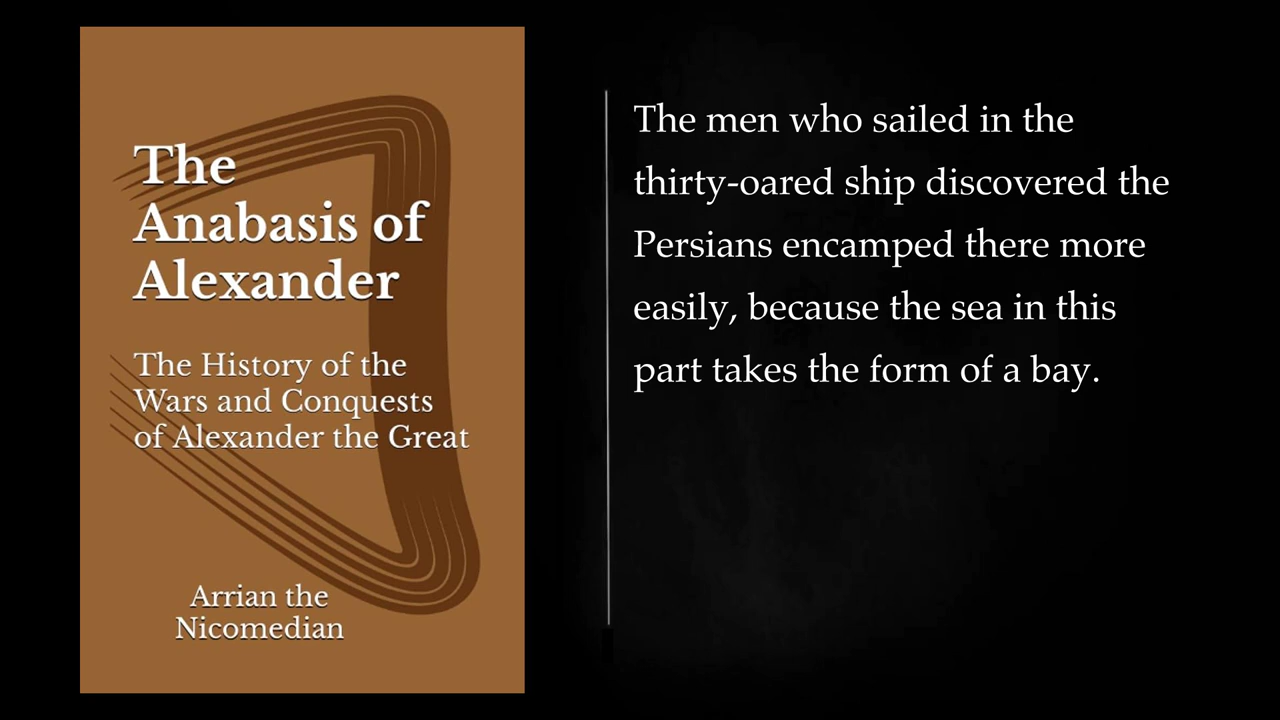 The
Anabasis of
Alexander
The History of the
Wars and Conquests
of Alexander the Great
Arrian the
Nicomedian
The men who sailed in the
thirty-oared ship discovered the
Persians encamped there more
easily, because the sea in this
part takes the form of a bay.